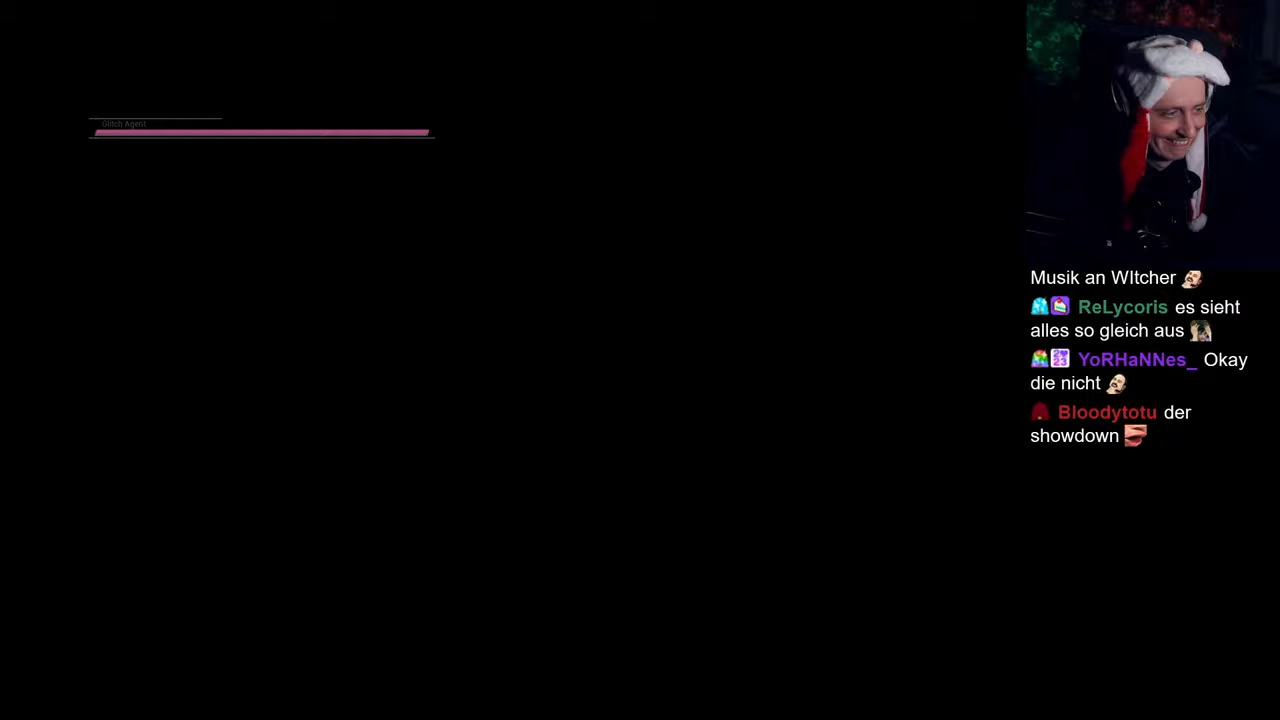 Glitch Agent
Musik an WItcher
ReLycoris es sieht
alles so gleich aus
YoRHaNNes_ Okay
die nicht
Bloodytotu der
showdown